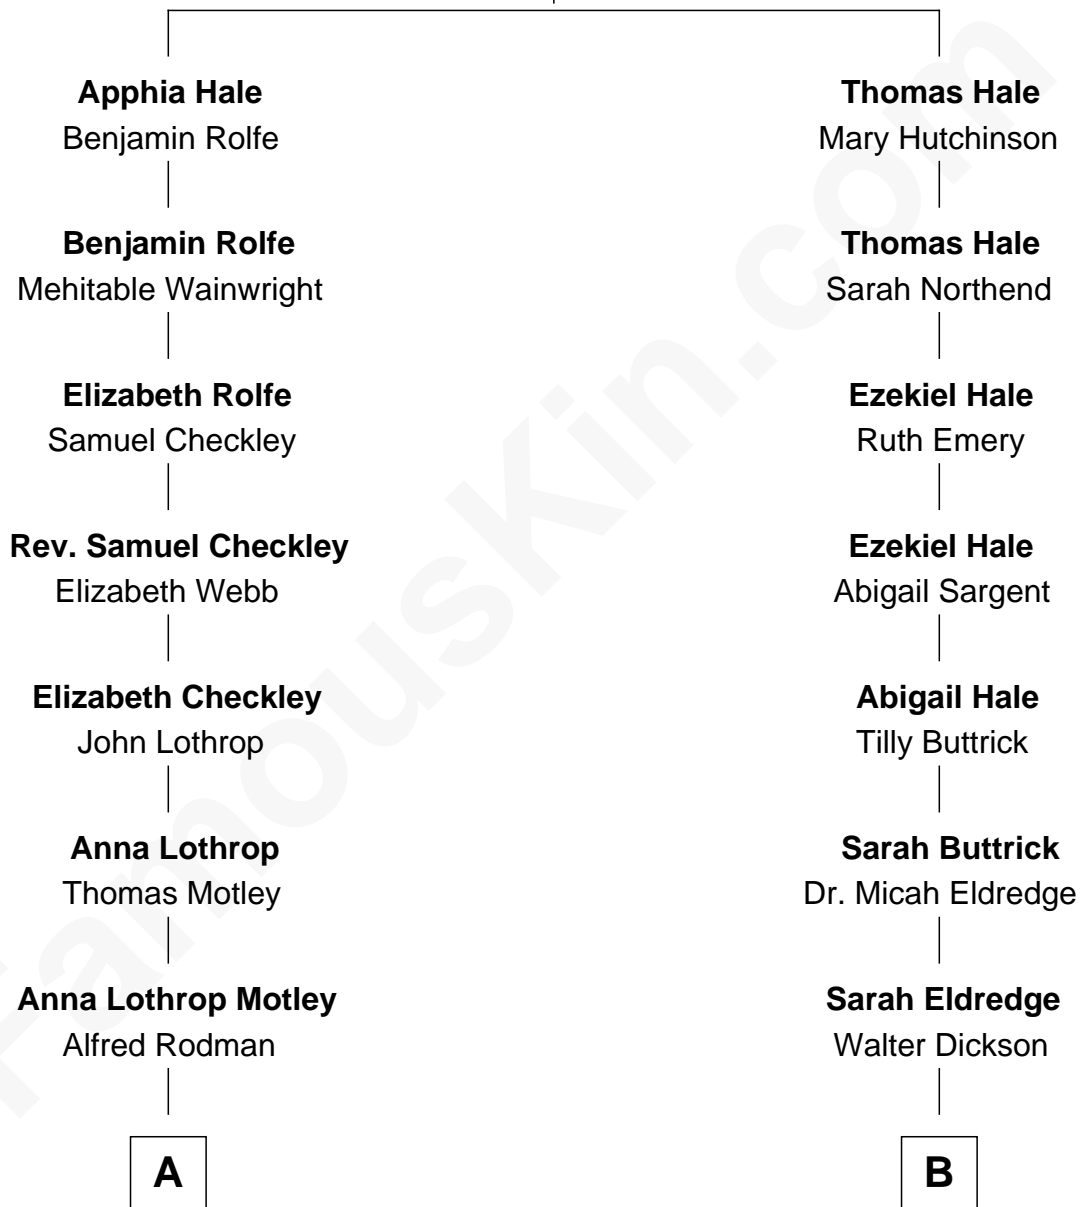 Apphia Hale
Benjamin Rolfe
Benjamin Rolfe
Mehitable Wainwright
Elizabeth Rolfe
Samuel Checkley
Rev. Samuel Checkley
Elizabeth Webb
Elizabeth Checkley
John Lothrop
Anna Lothrop
Thomas Motley
Anna Lothrop Motley
Alfred Rodman
A
Thomas Hale
Mary Hutchinson
Thomas Hale
Sarah Northend
Ezekiel Hale
Ruth Emery
Ezekiel Hale
Abigail Sargent
Abigail Hale
Tilly Buttrick
Sarah Buttrick
Dr. Micah Eldredge
Sarah Eldredge
Walter Dickson
B
FamousKin.com